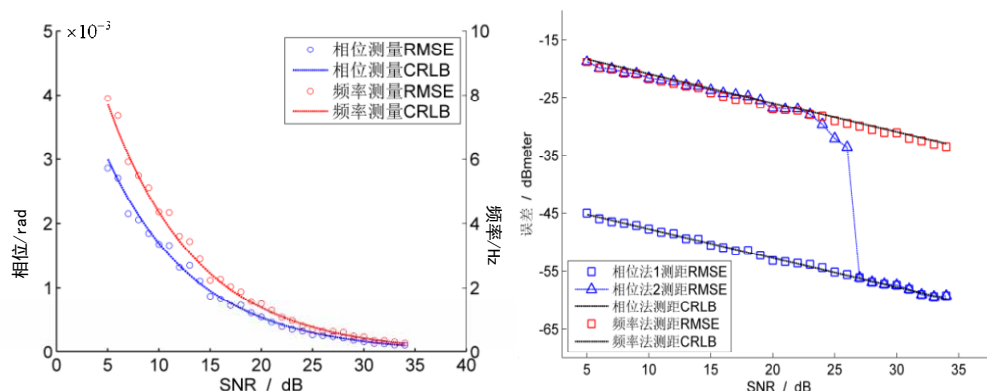 ×10⁻³
5
4
3
2
1
0
相位/rad
10
8
6
4
2
0
频率/Hz
0 5 10 15 20 25 30 35 40
SNR / dB
相位测量RMSE
相位测量CRLB
频率测量RMSE
频率测量CRLB
-15
-25
-35
-45
-55
-65
误差 / dBmeter
5 10 15 20 25 30 35
SNR / dB
相位法1测距RMSE
相位法2测距RMSE
相位法测距CRLB
频率法测距RMSE
频率法测距CRLB